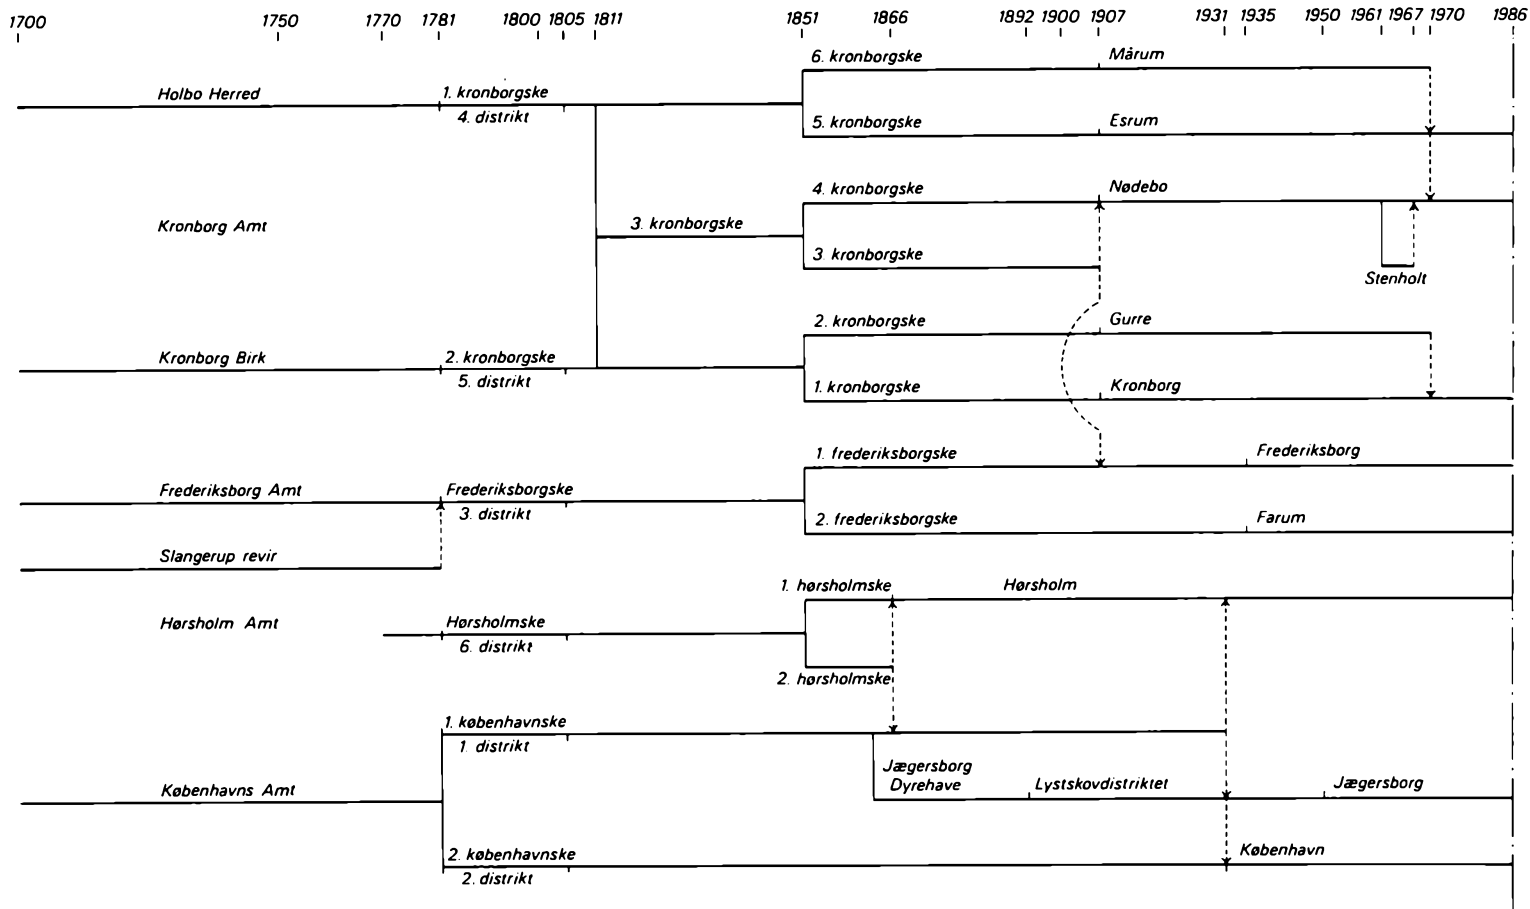 1700 1750 1770 1781 1800 1805 1811 1851 1866 1892 1900 1907 1931 1935 1950 1961 1967 1970 1986
6. kronborgske Mårum
Holbo Herred 1. kronborgske
4. distrikt
5. kronborgske Esrum
4. kronborgske Nødebo
Kronborg Amt 3. kronborgske
3. kronborgske
Stenholt
2. kronborgske Gurre
Kronborg Birk 2. kronborgske
5. distrikt
1. kronborgske Kronborg
1. frederiksborgske Frederiksborg
Frederiksborg Amt Frederiksborgske
3. distrikt
2. frederiksborgske Farum
Slangerup revir
1. hørsholmske Hørsholm
Hørsholm Amt Hørsholmske
6. distrikt
2. hørsholmske
1. københavnske
1. distrikt
Jægersborg
Dyrehave Lystskovdistriktet Jægersborg
Københavns Amt
2. københavnske København
2. distrikt